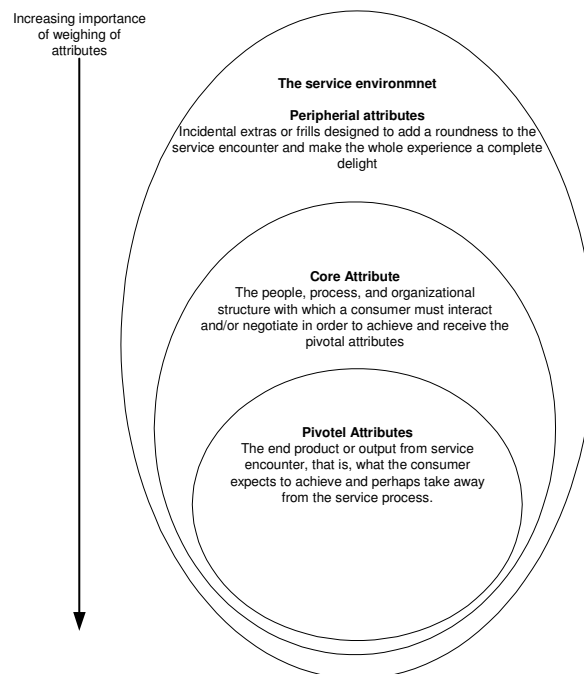 Increasing importance
of weighing of
attributes
The service environmnet
Peripherial attributes
Incidental extras or frills designed to add a roundness to the
service encounter and make the whole experience a complete
delight
Core Attribute
The people, process, and organizational
structure with which a consumer must interact
and/or negotiate in order to achieve and receive the
pivotal attributes
Pivotel Attributes
The end product or output from service
encounter, that is, what the consumer
expects to achieve and perhaps take away
from the service process.